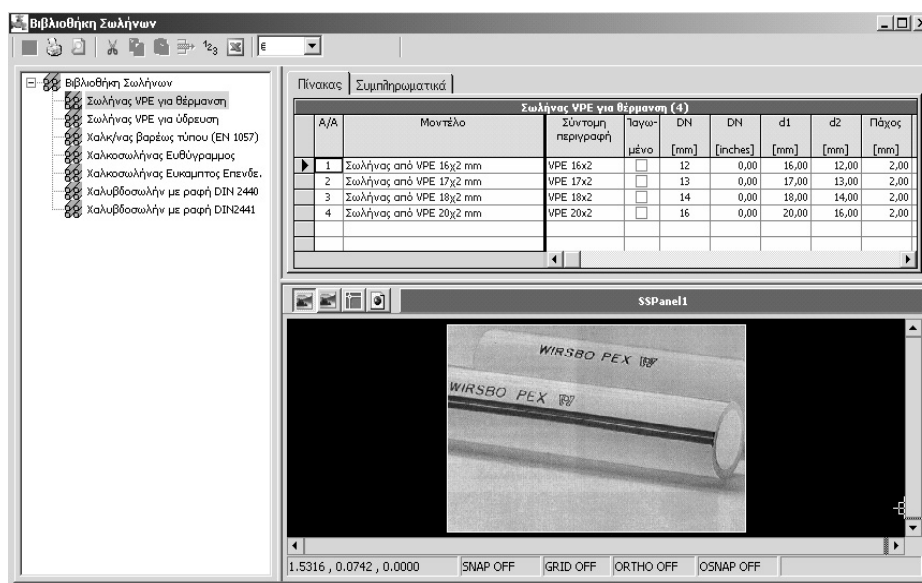 Βιβλιοθήκη Σωλήνων
1 2 3 €
Βιβλιοθήκη Σωλήνων
Σωλήνας VPE για θέρμανση
Σωλήνας VPE για ύδρευση
Χαλκ/νας βαρέως τύπου (EN 1057)
Χαλκοσωλήνας Ευθύγραμμος
Χαλκοσωλήνας Ευκαμπτος Επενδε.
Χαλυβδοσωλήν με ραφή DIN 2440
Χαλυβδοσωλήν με ραφή DIN2441
Πίνακας Συμπληρωματικά
Σωλήνας VPE για θέρμανση (4)
Α/Α Μοντέλο Σύντομη περιγραφή Παγω-μένο DN [mm] DN [inches] d1 [mm] d2 [mm] Πάχος [mm]
1 Σωλήνας από VPE 16χ2 mm VPE 16x2 12 0,00 16,00 12,00 2,00
2 Σωλήνας από VPE 17χ2 mm VPE 17x2 13 0,00 17,00 13,00 2,00
3 Σωλήνας από VPE 18χ2 mm VPE 18x2 14 0,00 18,00 14,00 2,00
4 Σωλήνας από VPE 20χ2 mm VPE 20x2 16 0,00 20,00 16,00 2,00
SSPanel1
WIRSBO PEX
WIRSBO PEX
1.5316 , 0.0742 , 0.0000 SNAP OFF GRID OFF ORTHO OFF OSNAP OFF